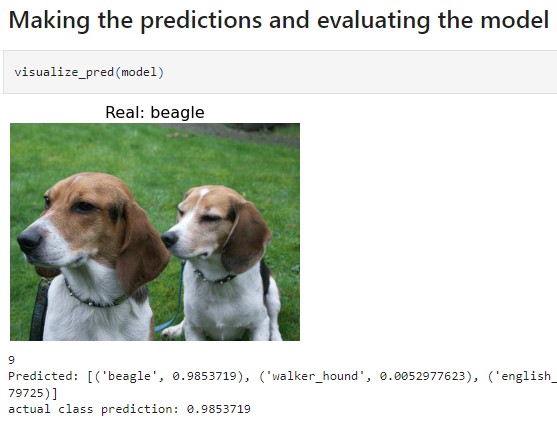 Making the predictions and evaluating the model
visualize_pred(model)
Real: beagle
9
Predicted: [('beagle', 0.9853719), ('walker_hound', 0.0052977623), ('english_
79725)]
actual class prediction: 0.9853719